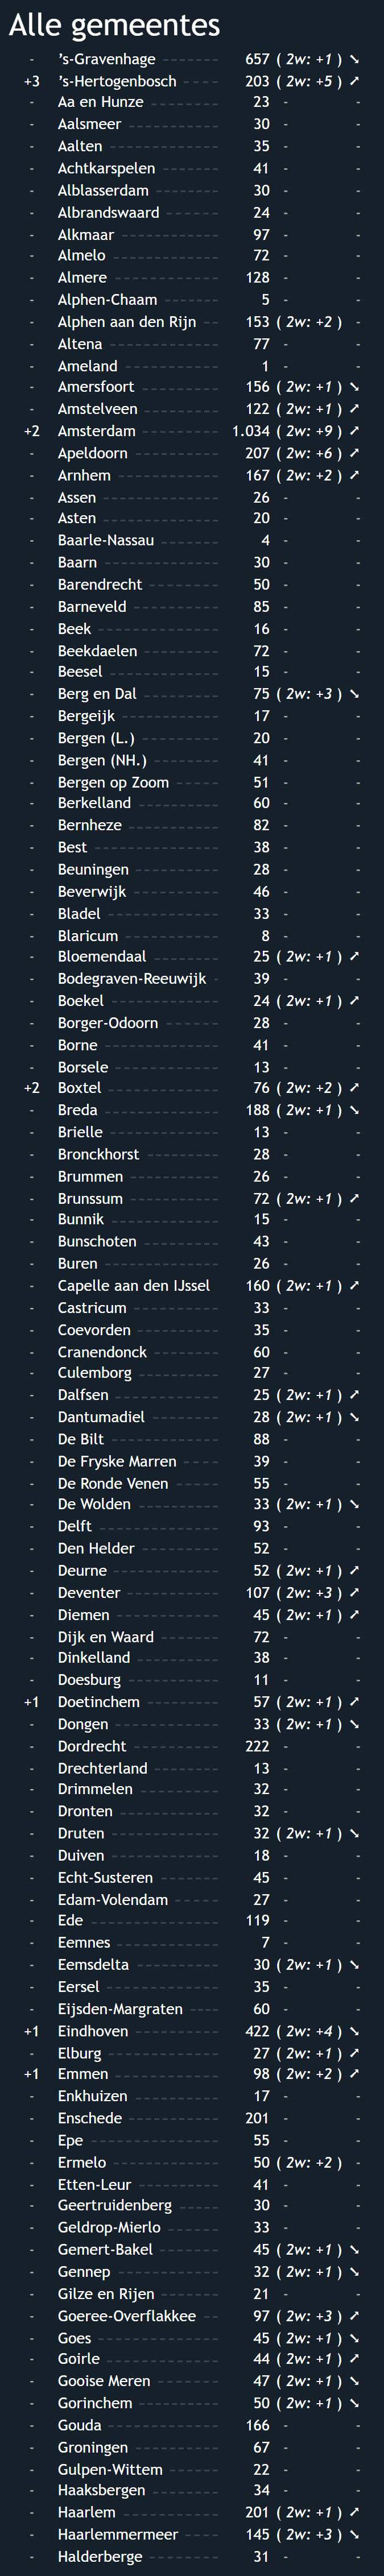 Alle gemeentes
- ’s-Gravenhage 657 ( 2w: +1 ) ➘
+3 ’s-Hertogenbosch 203 ( 2w: +5 ) ➚
- Aa en Hunze 23 - -
- Aalsmeer 30 - -
- Aalten 35 - -
- Achtkarspelen 41 - -
- Alblasserdam 30 - -
- Albrandswaard 24 - -
- Alkmaar 97 - -
- Almelo 72 - -
- Almere 128 - -
- Alphen-Chaam 5 - -
- Alphen aan den Rijn 153 ( 2w: +2 ) -
- Altena 77 - -
- Ameland 1 - -
- Amersfoort 156 ( 2w: +1 ) ➘
- Amstelveen 122 ( 2w: +1 ) ➚
+2 Amsterdam 1.034 ( 2w: +9 ) ➚
- Apeldoorn 207 ( 2w: +6 ) ➚
- Arnhem 167 ( 2w: +2 ) ➚
- Assen 26 - -
- Asten 20 - -
- Baarle-Nassau 4 - -
- Baarn 30 - -
- Barendrecht 50 - -
- Barneveld 85 - -
- Beek 16 - -
- Beekdaelen 72 - -
- Beesel 15 - -
- Berg en Dal 75 ( 2w: +3 ) ➘
- Bergeijk 17 - -
- Bergen (L.) 20 - -
- Bergen (NH.) 41 - -
- Bergen op Zoom 51 - -
- Berkelland 60 - -
- Bernheze 82 - -
- Best 38 - -
- Beuningen 28 - -
- Beverwijk 46 - -
- Bladel 33 - -
- Blaricum 8 - -
- Bloemendaal 25 ( 2w: +1 ) ➚
- Bodegraven-Reeuwijk 39 - -
- Boekel 24 ( 2w: +1 ) ➚
- Borger-Odoorn 28 - -
- Borne 41 - -
- Borsele 13 - -
+2 Boxtel 76 ( 2w: +2 ) ➚
- Breda 188 ( 2w: +1 ) ➘
- Brielle 13 - -
- Bronckhorst 28 - -
- Brummen 26 - -
- Brunssum 72 ( 2w: +1 ) ➚
- Bunnik 15 - -
- Bunschoten 43 - -
- Buren 26 - -
- Capelle aan den IJssel 160 ( 2w: +1 ) ➚
- Castricum 33 - -
- Coevorden 35 - -
- Cranendonck 60 - -
- Culemborg 27 - -
- Dalfsen 25 ( 2w: +1 ) ➚
- Dantumadiel 28 ( 2w: +1 ) ➘
- De Bilt 88 - -
- De Fryske Marren 39 - -
- De Ronde Venen 55 - -
- De Wolden 33 ( 2w: +1 ) ➘
- Delft 93 - -
- Den Helder 52 - -
- Deurne 52 ( 2w: +1 ) ➚
- Deventer 107 ( 2w: +3 ) ➚
- Diemen 45 ( 2w: +1 ) ➚
- Dijk en Waard 72 - -
- Dinkelland 38 - -
- Doesburg 11 - -
+1 Doetinchem 57 ( 2w: +1 ) ➚
- Dongen 33 ( 2w: +1 ) ➘
- Dordrecht 222 - -
- Drechterland 13 - -
- Drimmelen 32 - -
- Dronten 32 - -
- Druten 32 ( 2w: +1 ) ➘
- Duiven 18 - -
- Echt-Susteren 45 - -
- Edam-Volendam 27 - -
- Ede 119 - -
- Eemnes 7 - -
- Eemsdelta 30 ( 2w: +1 ) ➘
- Eersel 35 - -
- Eijsden-Margraten 60 - -
+1 Eindhoven 422 ( 2w: +4 ) ➘
- Elburg 27 ( 2w: +1 ) ➚
+1 Emmen 98 ( 2w: +2 ) ➚
- Enkhuizen 17 - -
- Enschede 201 - -
- Epe 55 - -
- Ermelo 50 ( 2w: +2 ) -
- Etten-Leur 41 - -
- Geertruidenberg 30 - -
- Geldrop-Mierlo 33 - -
- Gemert-Bakel 45 ( 2w: +1 ) ➘
- Gennep 32 ( 2w: +1 ) ➘
- Gilze en Rijen 21 - -
- Goeree-Overflakkee 97 ( 2w: +3 ) ➚
- Goes 45 ( 2w: +1 ) ➘
- Goirle 44 ( 2w: +1 ) ➚
- Gooise Meren 47 ( 2w: +1 ) ➘
- Gorinchem 50 ( 2w: +1 ) ➘
- Gouda 166 - -
- Groningen 67 - -
- Gulpen-Wittem 22 - -
- Haaksbergen 34 - -
- Haarlem 201 ( 2w: +1 ) ➚
- Haarlemmermeer 145 ( 2w: +3 ) ➘
- Halderberge 31 - -